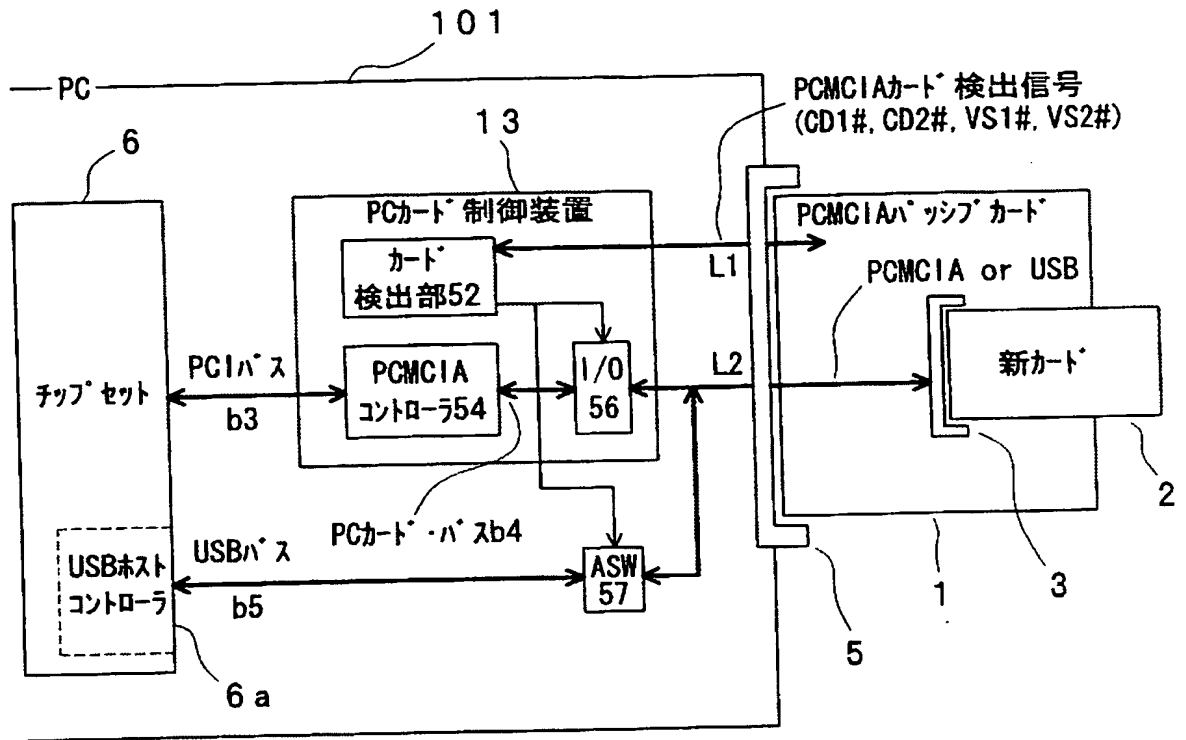 101
PC
PCMCIAカード検出信号
(CD1#, CD2#, VS1#, VS2#)
6
13
PCカード制御装置
PCMCIAパッシブカード
カード
検出部52
L1
PCMCIA or USB
チップセット
PCIバス
b3
PCMCIA
コントローラ54
I/O
56
L2
新カード
2
PCカード・バスb4
USBホスト
コントローラ
USBバス
b5
ASW
57
1
3
5
6a